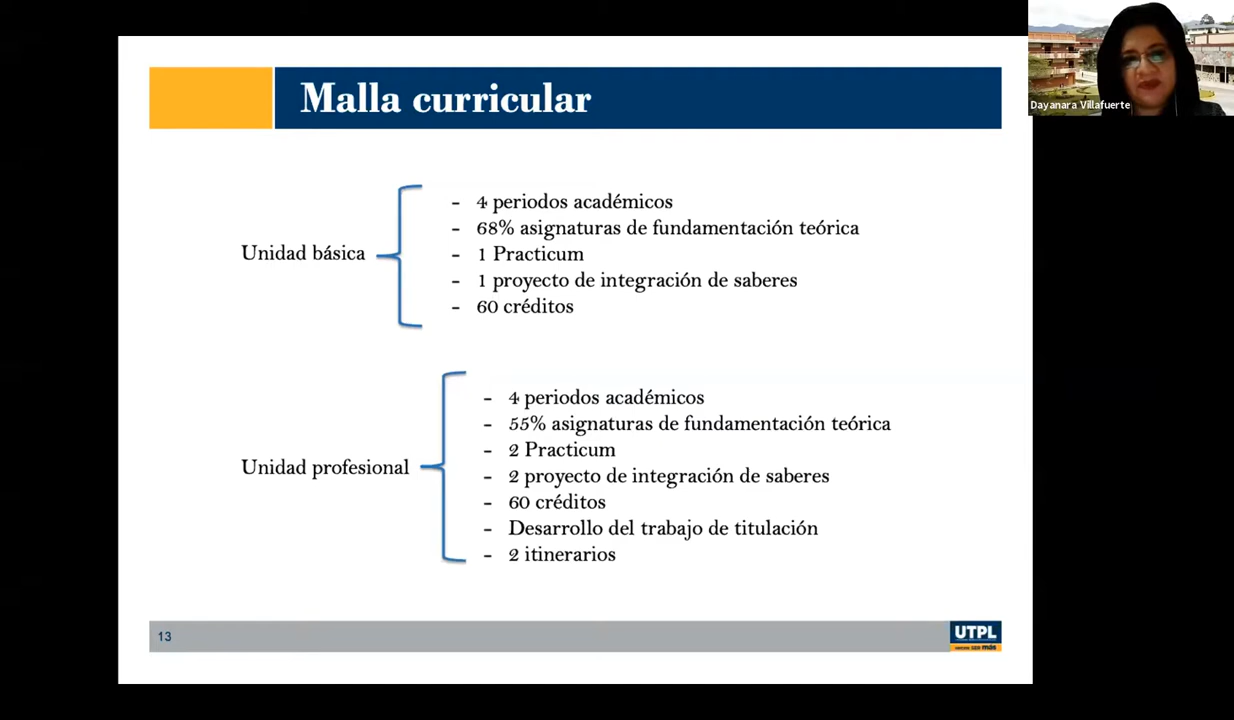 Malla curricular
Dayanara Villafuerte
Unidad básica
- 4 periodos académicos
- 68% asignaturas de fundamentación teórica
- 1 Practicum
- 1 proyecto de integración de saberes
- 60 créditos
Unidad profesional
- 4 periodos académicos
- 55% asignaturas de fundamentación teórica
- 2 Practicum
- 2 proyecto de integración de saberes
- 60 créditos
- Desarrollo del trabajo de titulación
- 2 itinerarios
13
UTPL
más